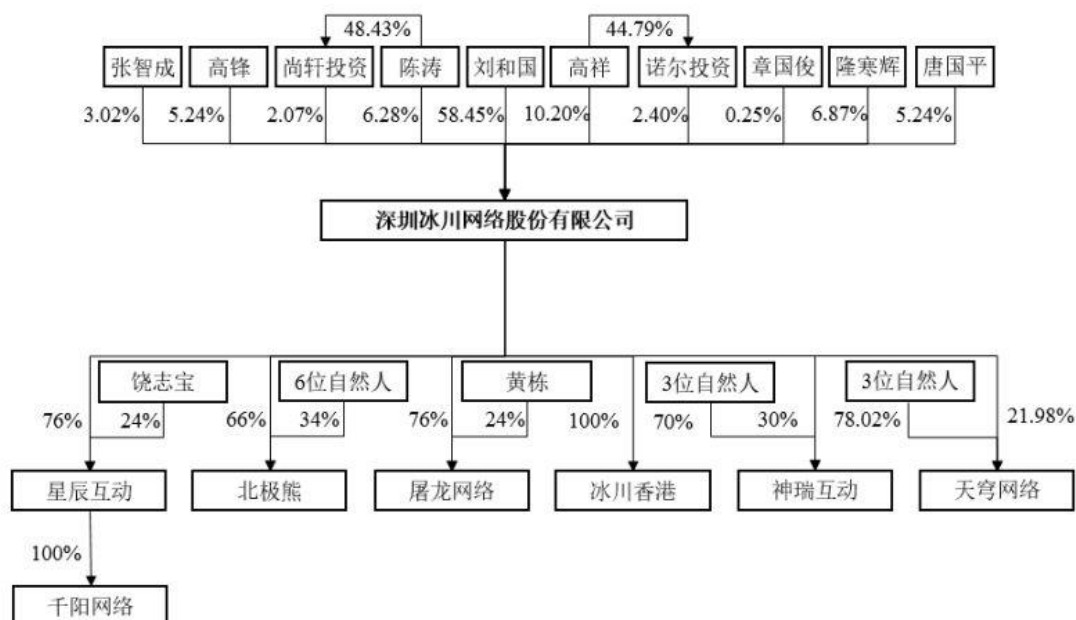 48.43% 44.79%
张智成 高锋 尚轩投资 陈涛 刘和国 高祥 诺尔投资 章国俊 隆寒辉 唐国平
3.02% 5.24% 2.07% 6.28% 58.45% 10.20% 2.40% 0.25% 6.87% 5.24%
深圳冰川网络股份有限公司
饶志宝 6位自然人 黄栋 3位自然人 3位自然人
76% 24% 66% 34% 76% 24% 100% 70% 30% 78.02% 21.98%
星辰互动 北极熊 屠龙网络 冰川香港 神瑞互动 天穹网络
100%
千阳网络